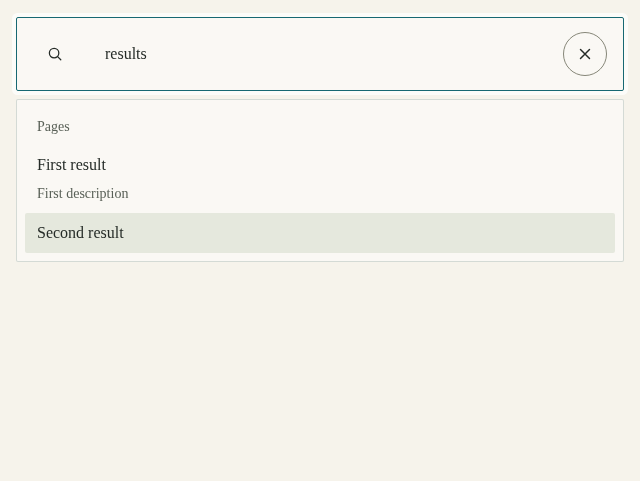 results
Pages
First result
First description
Second result